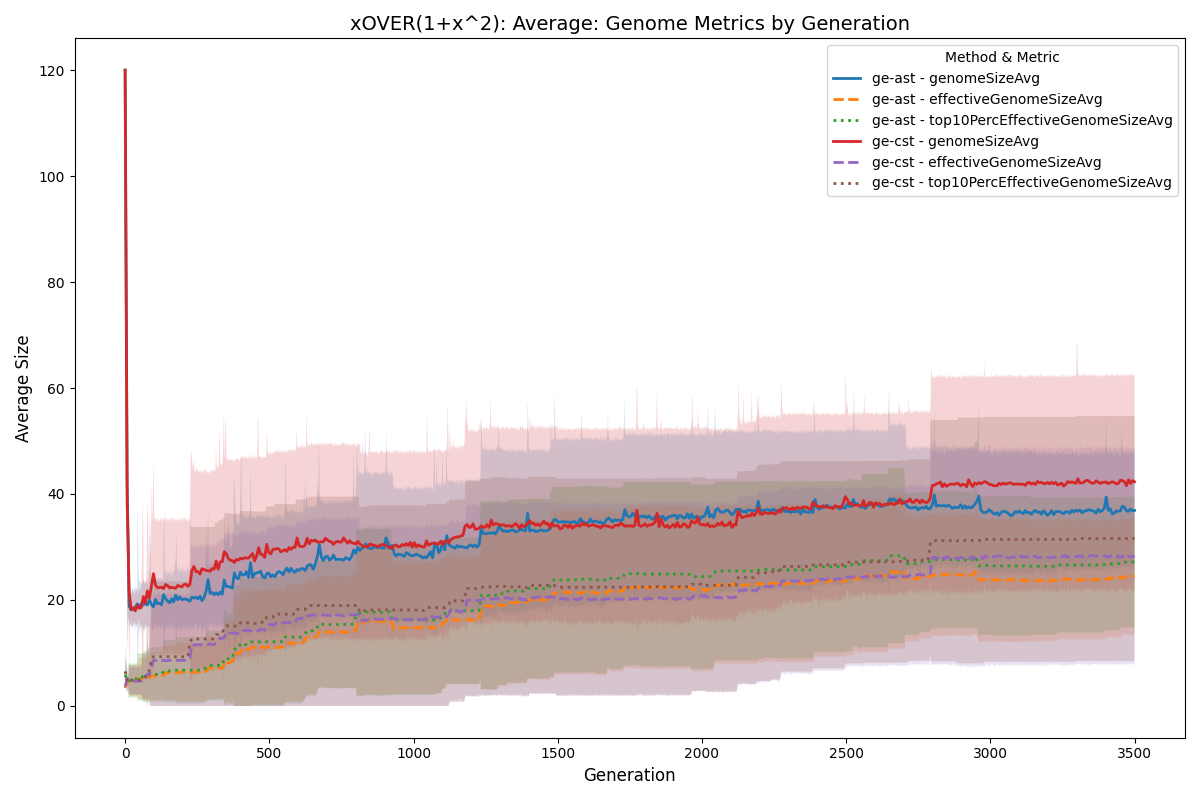 xOVER(1+x^2): Average: Genome Metrics by Generation
Method & Metric
ge-ast - genomeSizeAvg
ge-ast - effectiveGenomeSizeAvg
ge-ast - top10PercEffectiveGenomeSizeAvg
ge-cst - genomeSizeAvg
ge-cst - effectiveGenomeSizeAvg
ge-cst - top10PercEffectiveGenomeSizeAvg
Average Size
120
100
80
60
40
20
0
0 500 1000 1500 2000 2500 3000 3500
Generation